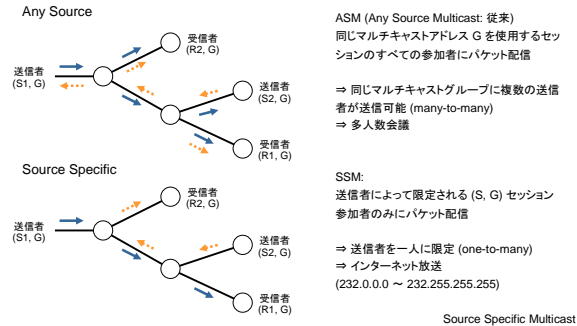 Any Source
受信者
(R2, G)
送信者
(S1, G)
送信者
(S2, G)
受信者
(R1, G)
ASM (Any Source Multicast: 従来)
同じマルチキャストアドレス G を使用するセッ
ションのすべての参加者にパケット配信
⇒ 同じマルチキャストグループに複数の送信
者が送信可能 (many-to-many)
⇒ 多人数会議
Source Specific
受信者
(R2, G)
送信者
(S1, G)
送信者
(S2, G)
受信者
(R1, G)
SSM:
送信者によって限定される (S, G) セッション
参加者のみにパケット配信
⇒ 送信者を一人に限定 (one-to-many)
⇒ インターネット放送
(232.0.0.0 ～ 232.255.255.255)
Source Specific Multicast